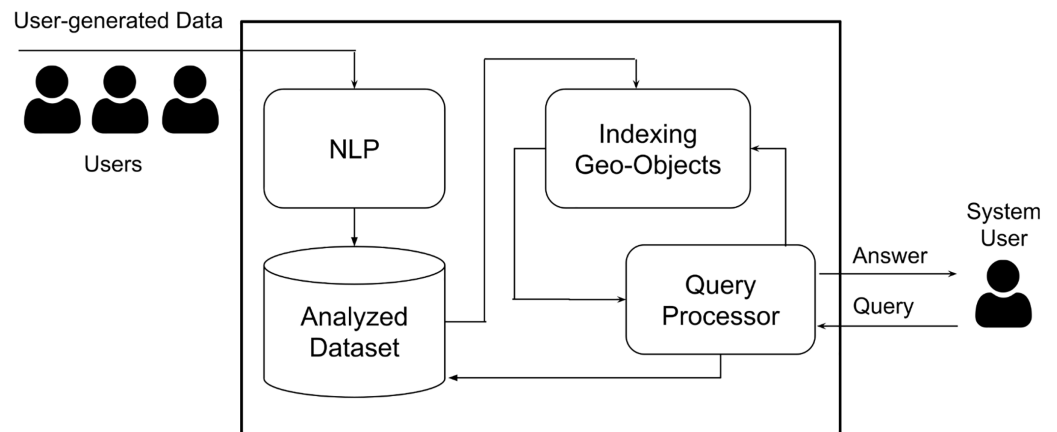 User-generated Data
Users
NLP
Analyzed
Dataset
Indexing
Geo-Objects
Query
Processor
Answer
Query
System
User